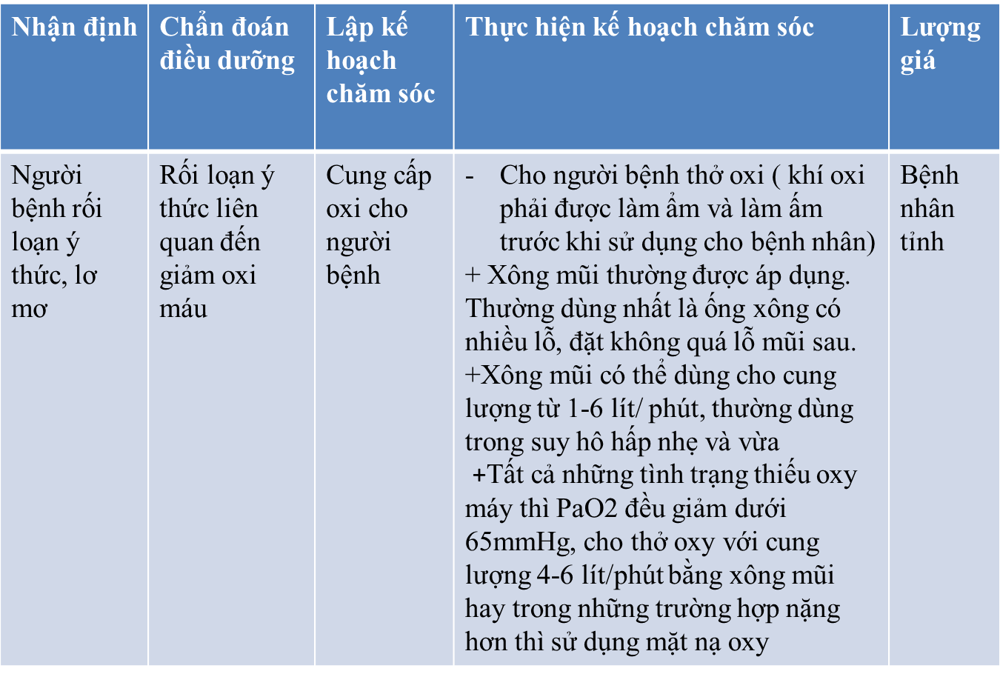 Nhận định
Chẩn đoán
điều dưỡng
Lập kế
hoạch
chăm sóc
Thực hiện kế hoạch chăm sóc
Lượng
giá
Người
bệnh rối
loạn ý
thức, lơ
mơ
Rối loạn ý
thức liên
quan đến
giảm oxi
máu
Cung cấp
oxi cho
người
bệnh
- Cho người bệnh thở oxi ( khí oxi
phải được làm ẩm và làm ấm
trước khi sử dụng cho bệnh nhân)
+ Xông mũi thường được áp dụng.
Thường dùng nhất là ống xông có
nhiều lỗ, đặt không quá lỗ mũi sau.
+Xông mũi có thể dùng cho cung
lượng từ 1-6 lít/ phút, thường dùng
trong suy hô hấp nhẹ và vừa
+Tất cả những tình trạng thiếu oxy
máy thì PaO2 đều giảm dưới
65mmHg, cho thở oxy với cung
lượng 4-6 lít/phút bằng xông mũi
hay trong những trường hợp nặng
hơn thì sử dụng mặt nạ oxy
Bệnh
nhân
tỉnh